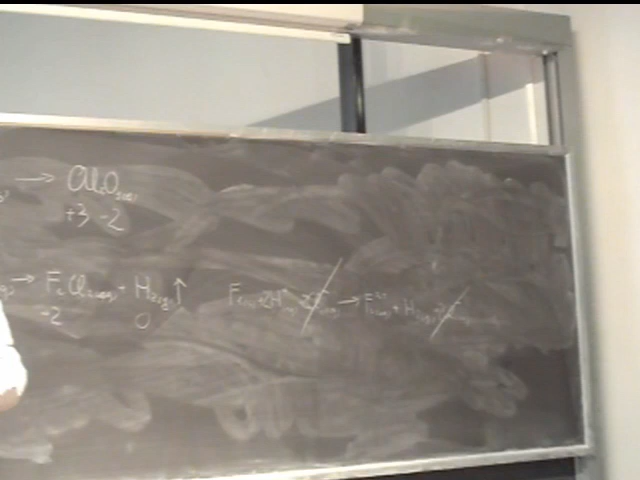 → Al₂O₃(s)
+3 -2
→ FeCl₂(aq) + H₂(g)↑ Fe(s) + 2H⁺(aq) + 2Cl⁻(aq) → Fe²⁺(aq) + H₂(g) +
-2 0